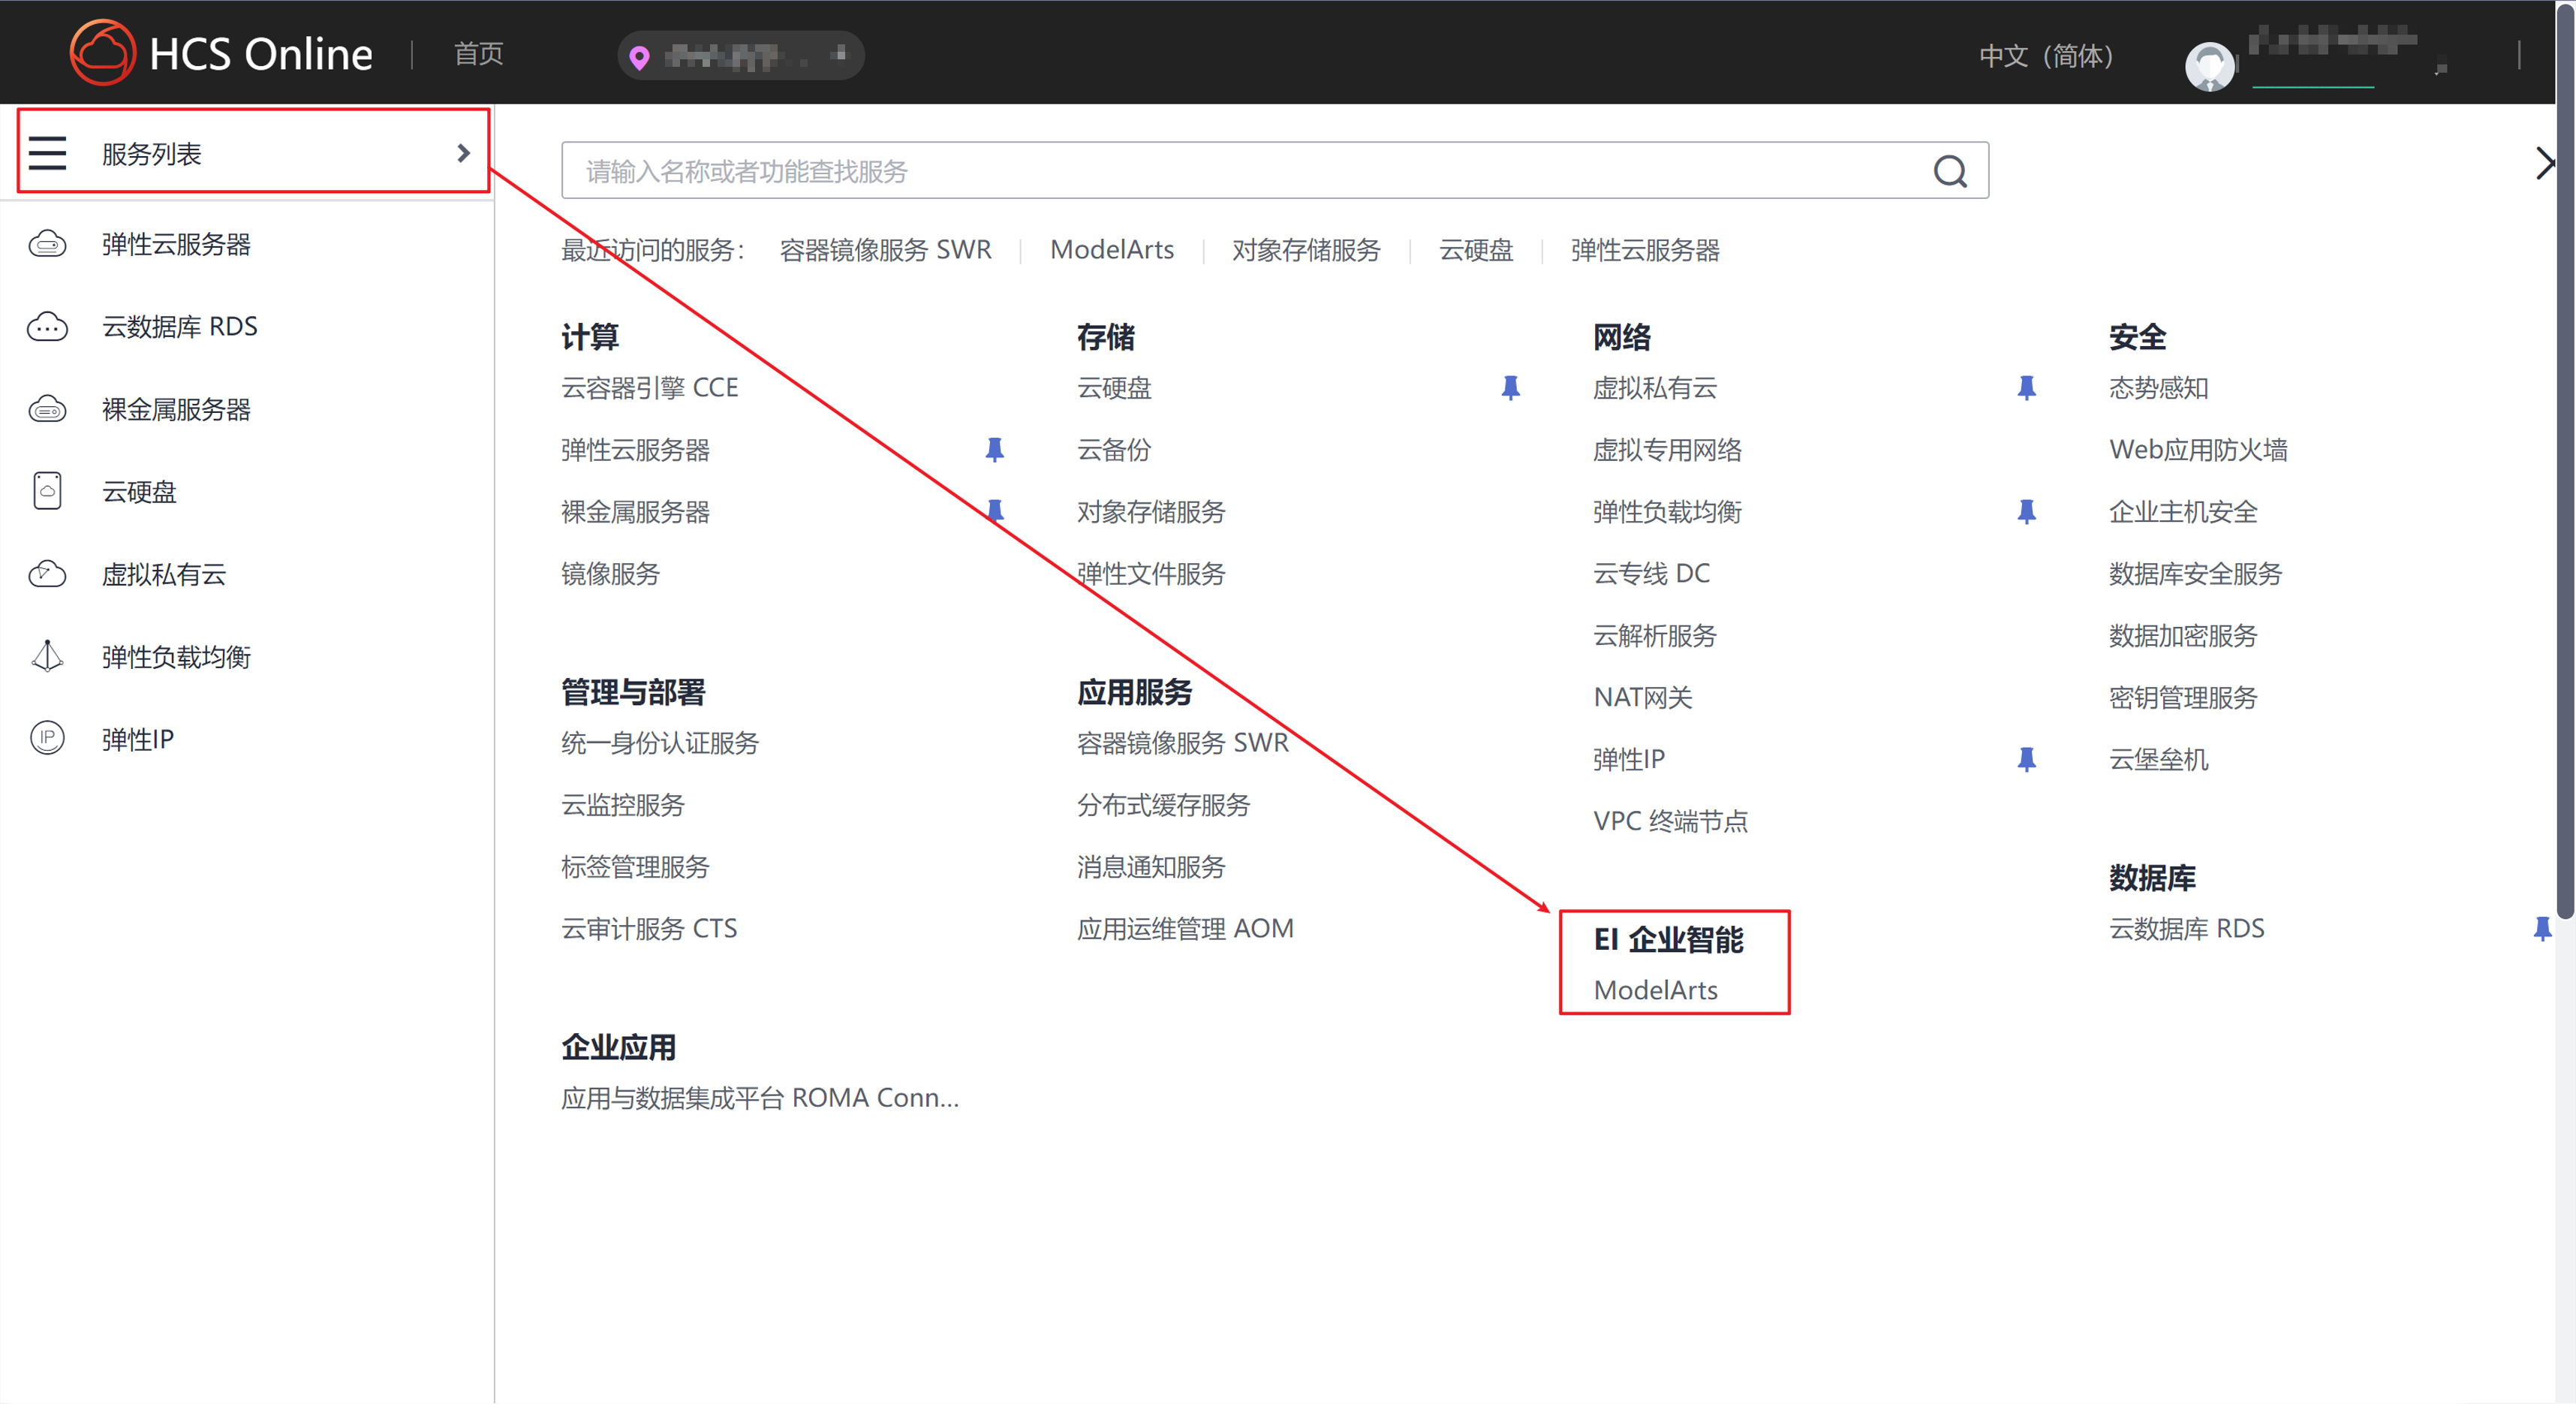 HCS Online
首页
中文（简体）
服务列表
弹性云服务器
云数据库 RDS
裸金属服务器
云硬盘
虚拟私有云
弹性负载均衡
IP 弹性IP
请输入名称或者功能查找服务
最近访问的服务： 容器镜像服务 SWR ModelArts 对象存储服务 云硬盘 弹性云服务器
计算
云容器引擎 CCE
弹性云服务器
裸金属服务器
镜像服务
存储
云硬盘
云备份
对象存储服务
弹性文件服务
网络
虚拟私有云
虚拟专用网络
弹性负载均衡
云专线 DC
云解析服务
NAT网关
弹性IP
VPC 终端节点
安全
态势感知
Web应用防火墙
企业主机安全
数据库安全服务
数据加密服务
密钥管理服务
云堡垒机
管理与部署
统一身份认证服务
云监控服务
标签管理服务
云审计服务 CTS
应用服务
容器镜像服务 SWR
分布式缓存服务
消息通知服务
应用运维管理 AOM
EI 企业智能
ModelArts
数据库
云数据库 RDS
企业应用
应用与数据集成平台 ROMA Conn...